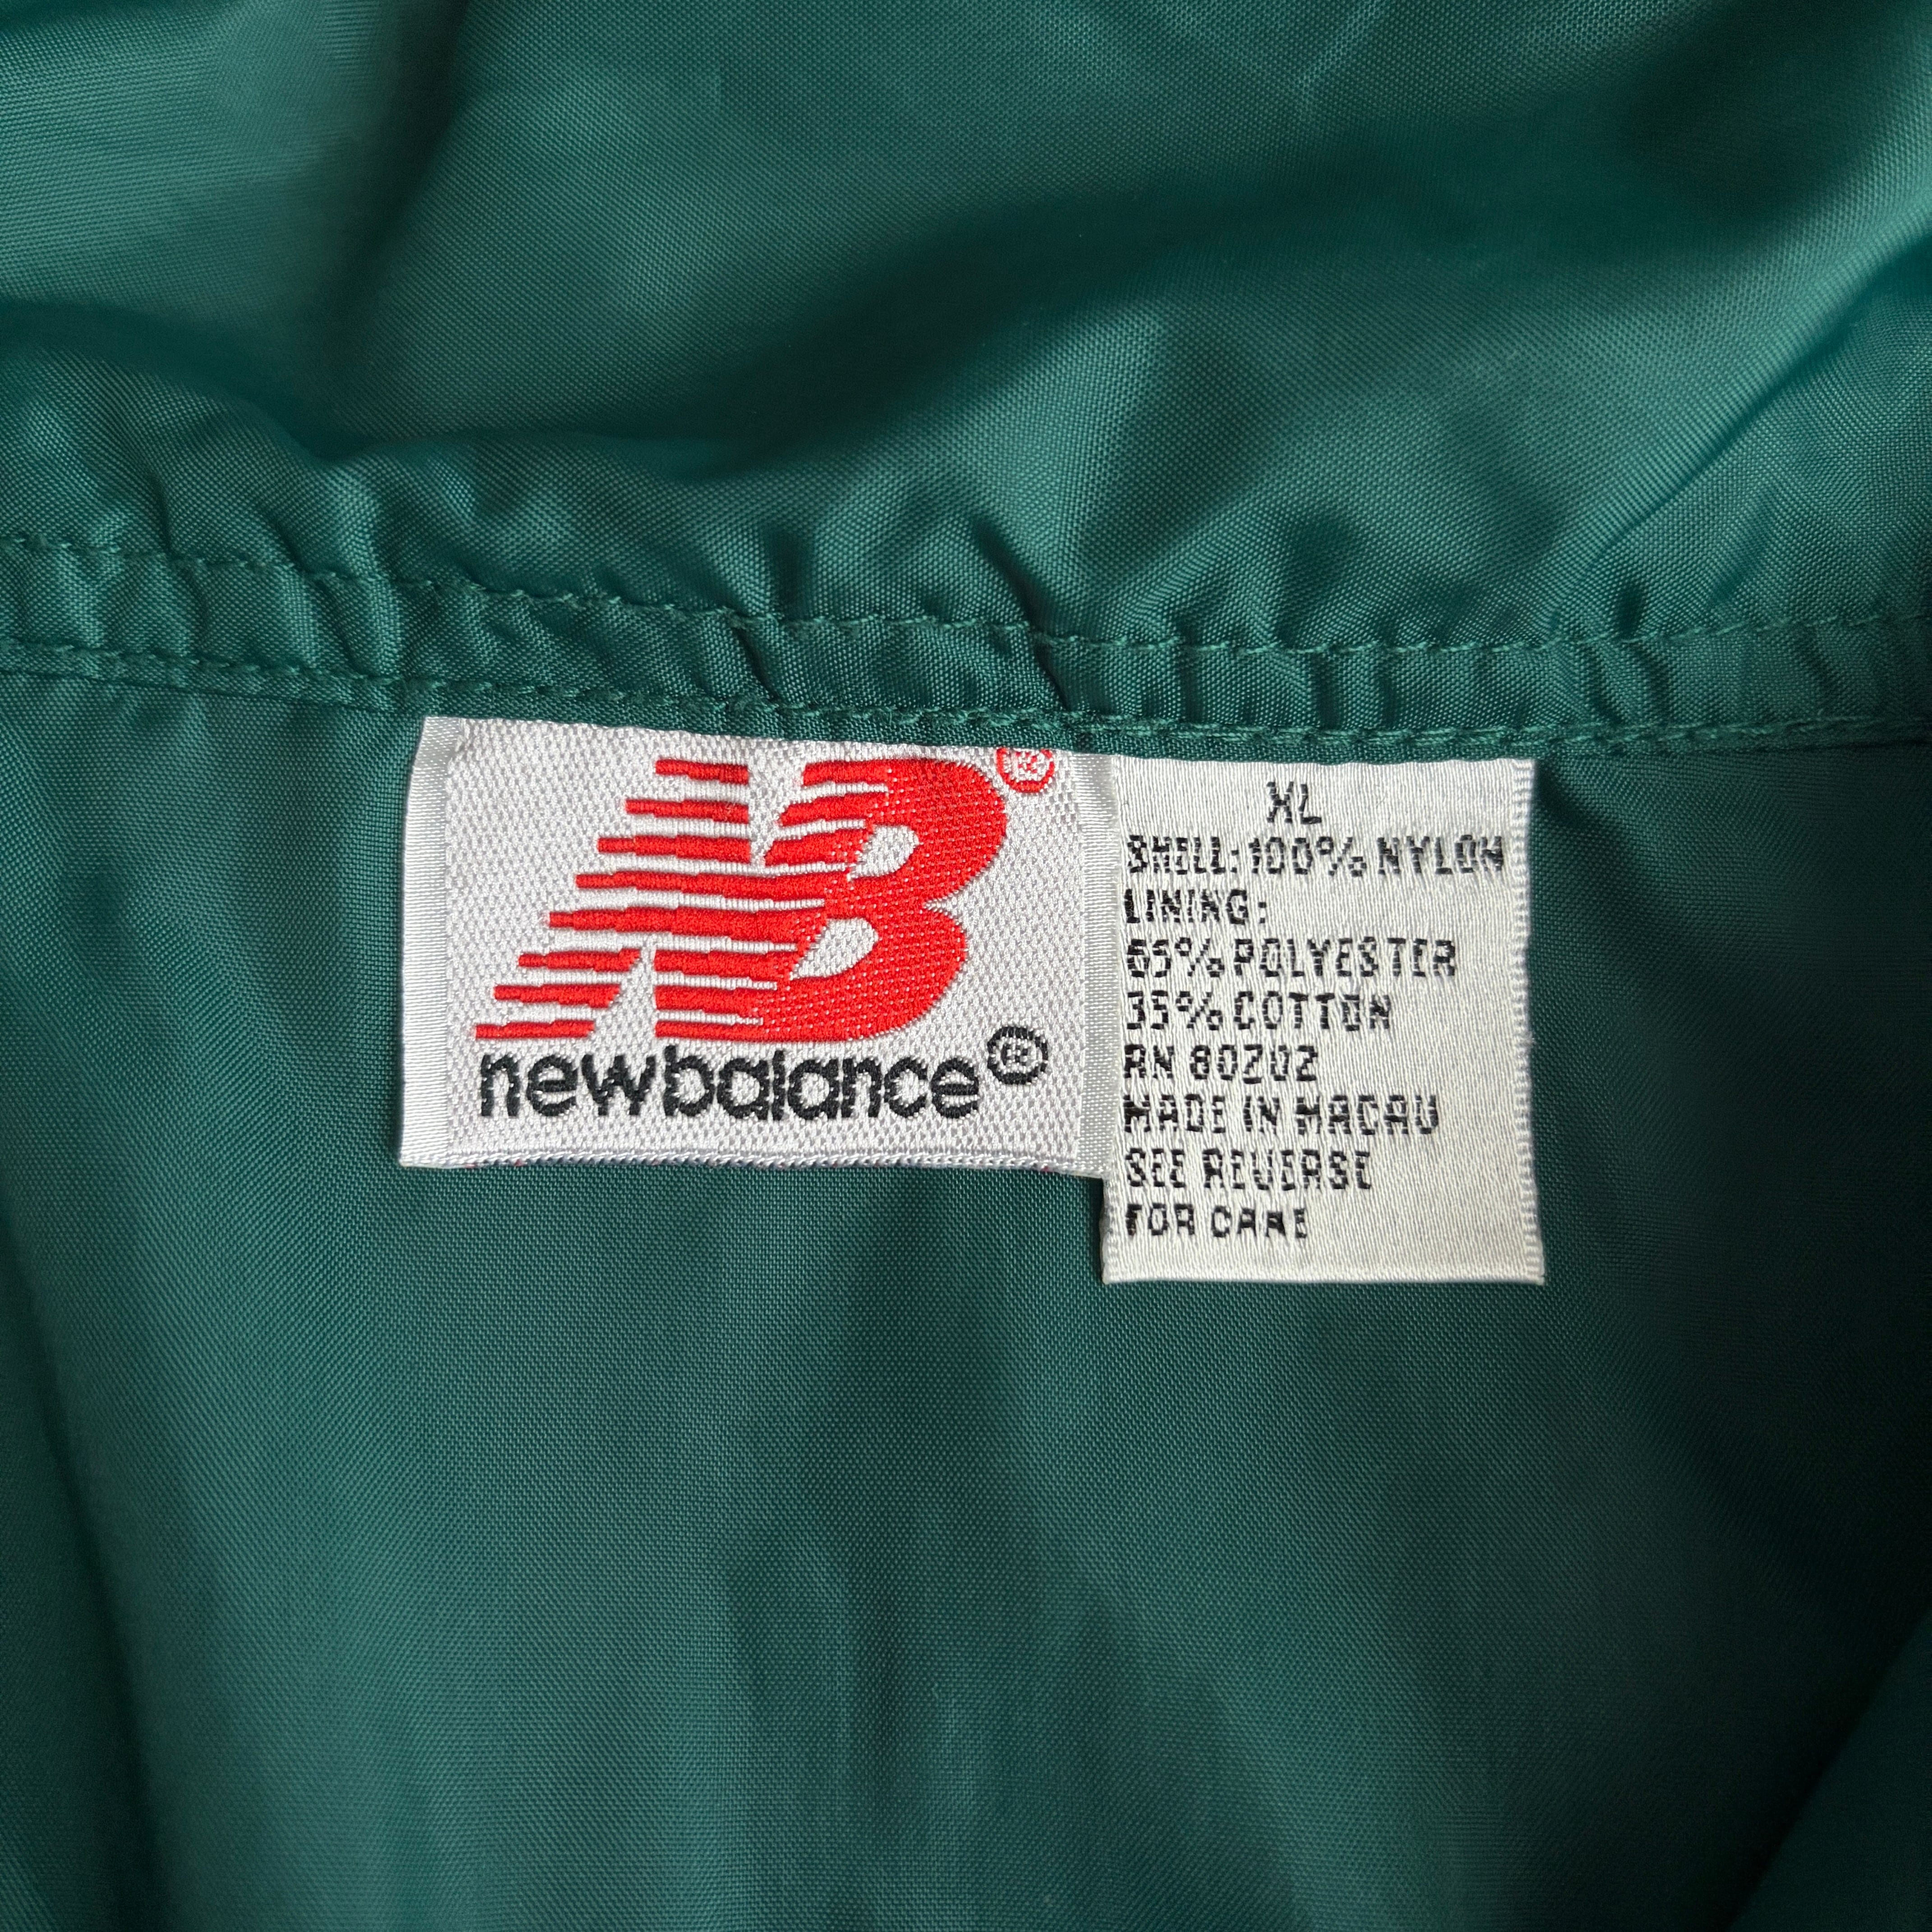 NB®
newbalance®
XL
SHELL: 100% NYLON
LINING:
65% POLYESTER
35% COTTON
RN 80202
MADE IN MACAU
SEE REVERSE
FOR CARE